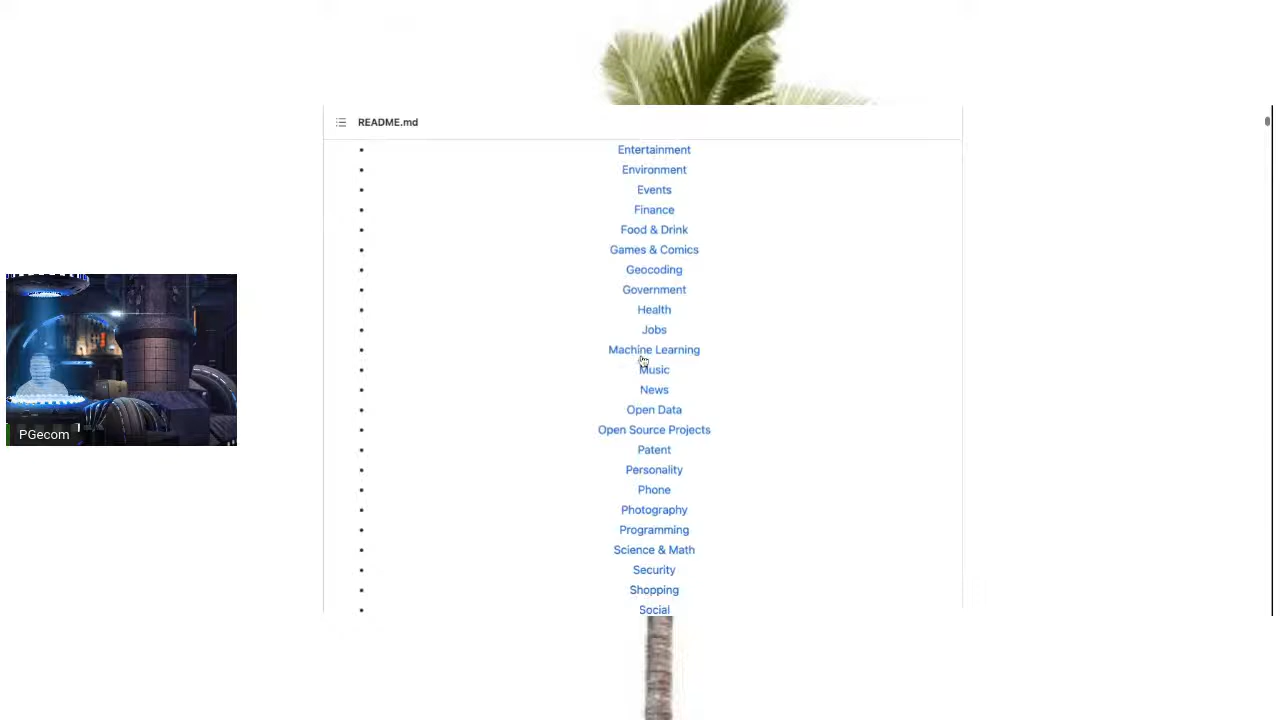 README.md
Entertainment
Environment
Events
Finance
Food & Drink
Games & Comics
Geocoding
Government
Health
Jobs
Machine Learning
Music
News
Open Data
Open Source Projects
Patent
Personality
Phone
Photography
Programming
Science & Math
Security
Shopping
Social
PGecom